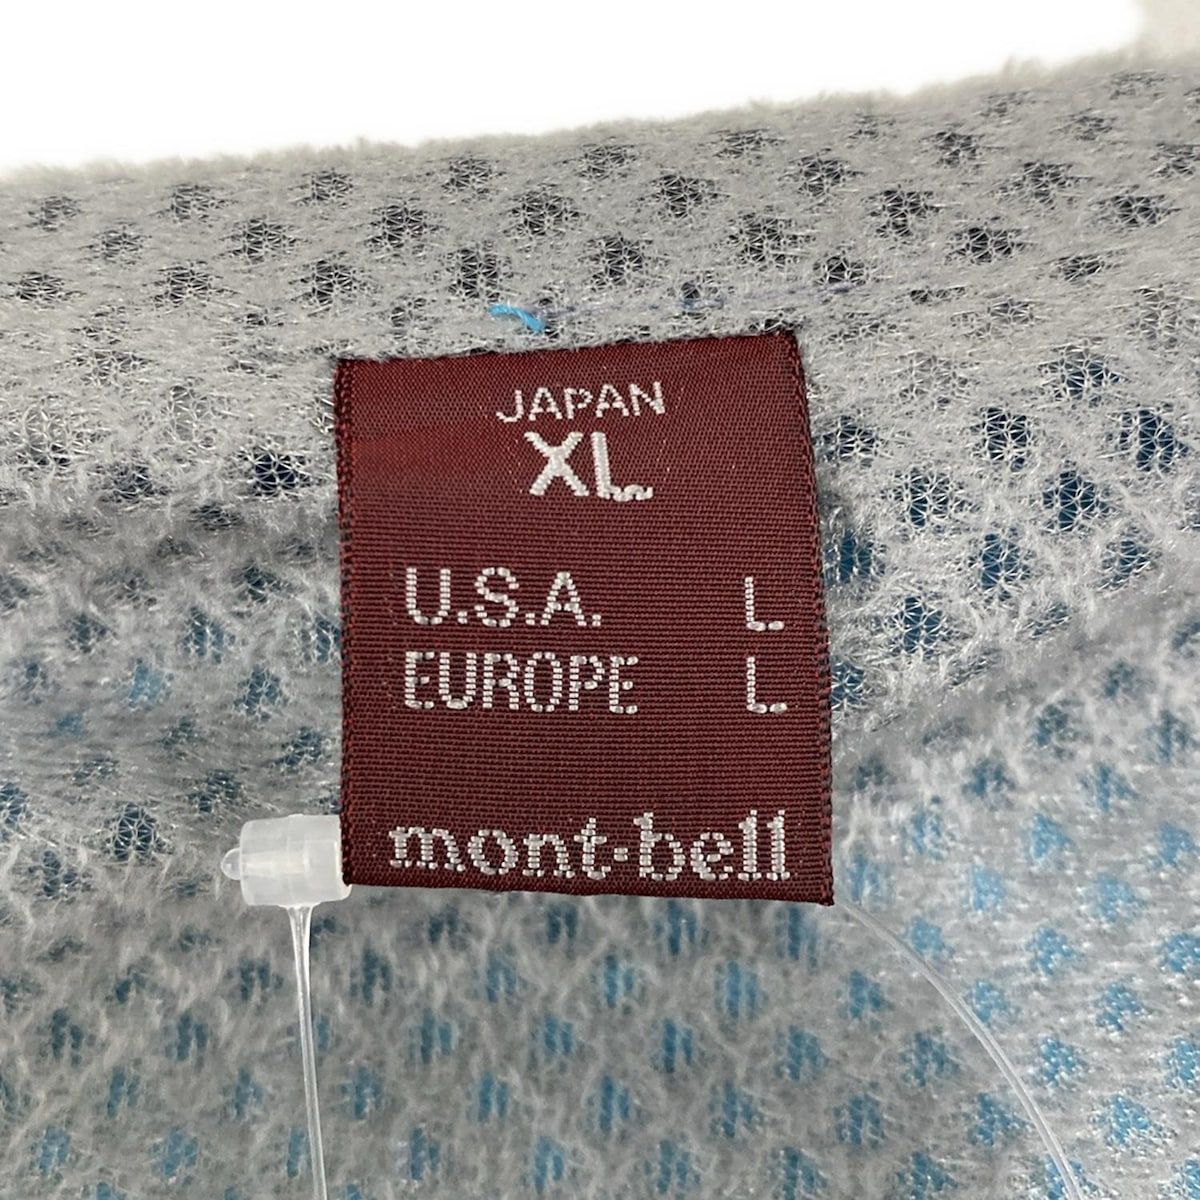 JAPAN
XL
U.S.A. L
EUROPE L
mont-bell